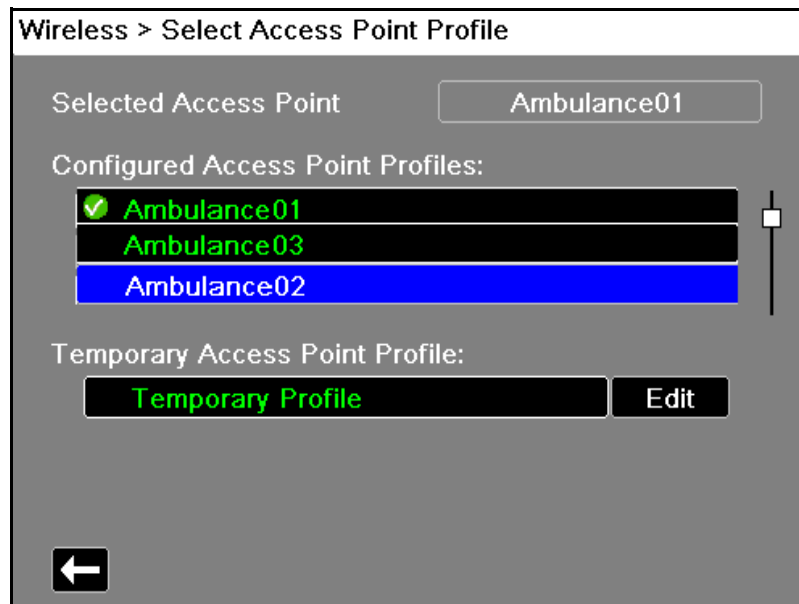 Wireless > Select Access Point Profile
Selected Access Point Ambulance01
Configured Access Point Profiles:
Ambulance01
Ambulance03
Ambulance02
Temporary Access Point Profile:
Temporary Profile Edit